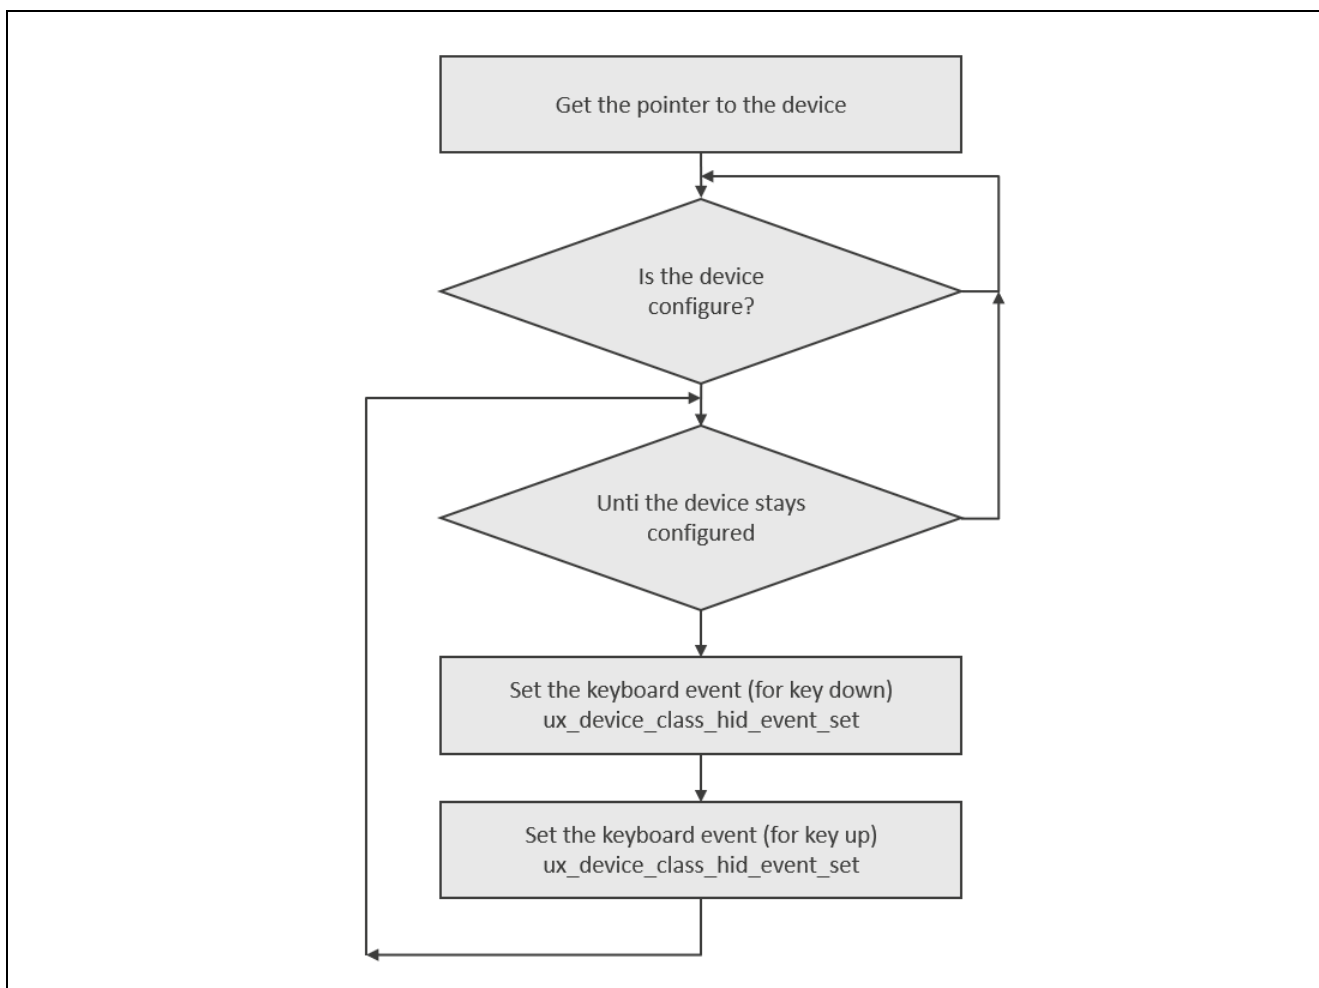 Get the pointer to the device
Is the device
configure?
Unti the device stays
configured
Set the keyboard event (for key down)
ux_device_class_hid_event_set
Set the keyboard event (for key up)
ux_device_class_hid_event_set